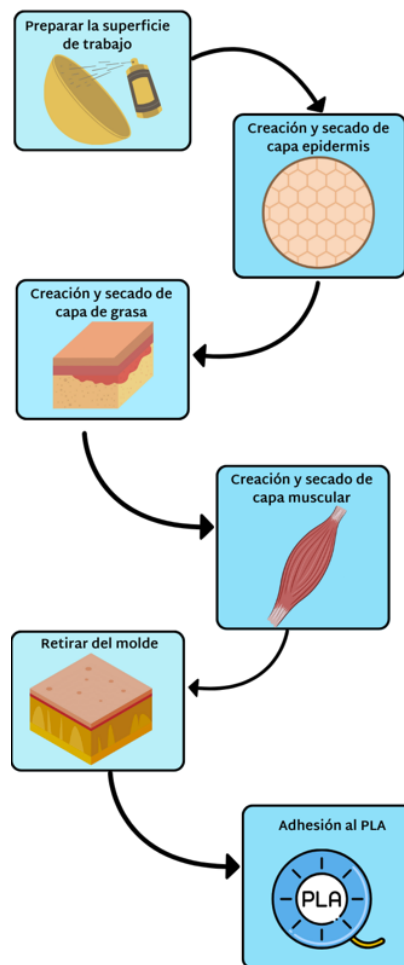 Preparar la superficie
de trabajo
Creación y secado de
capa epidermis
Creación y secado de
capa de grasa
Creación y secado de
capa muscular
Retirar del molde
Adhesión al PLA
PLA